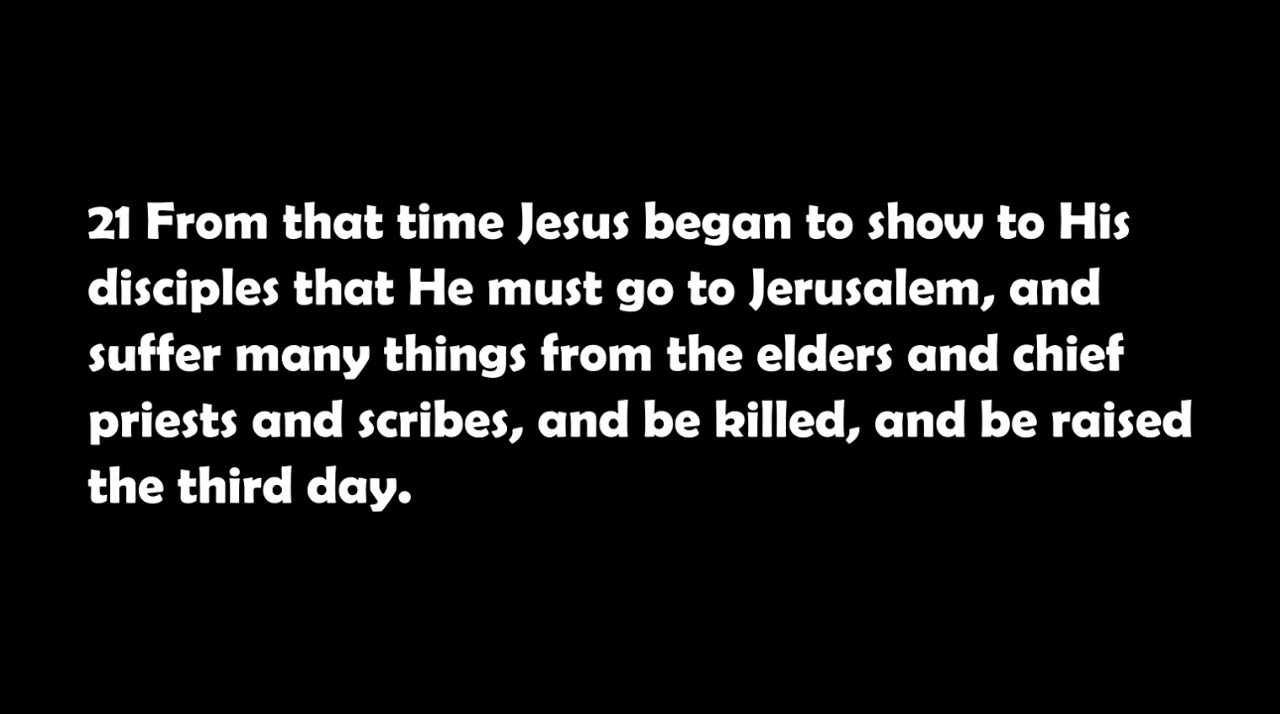 21 From that time Jesus began to show to His
disciples that He must go to Jerusalem, and
suffer many things from the elders and chief
priests and scribes, and be killed, and be raised
the third day.